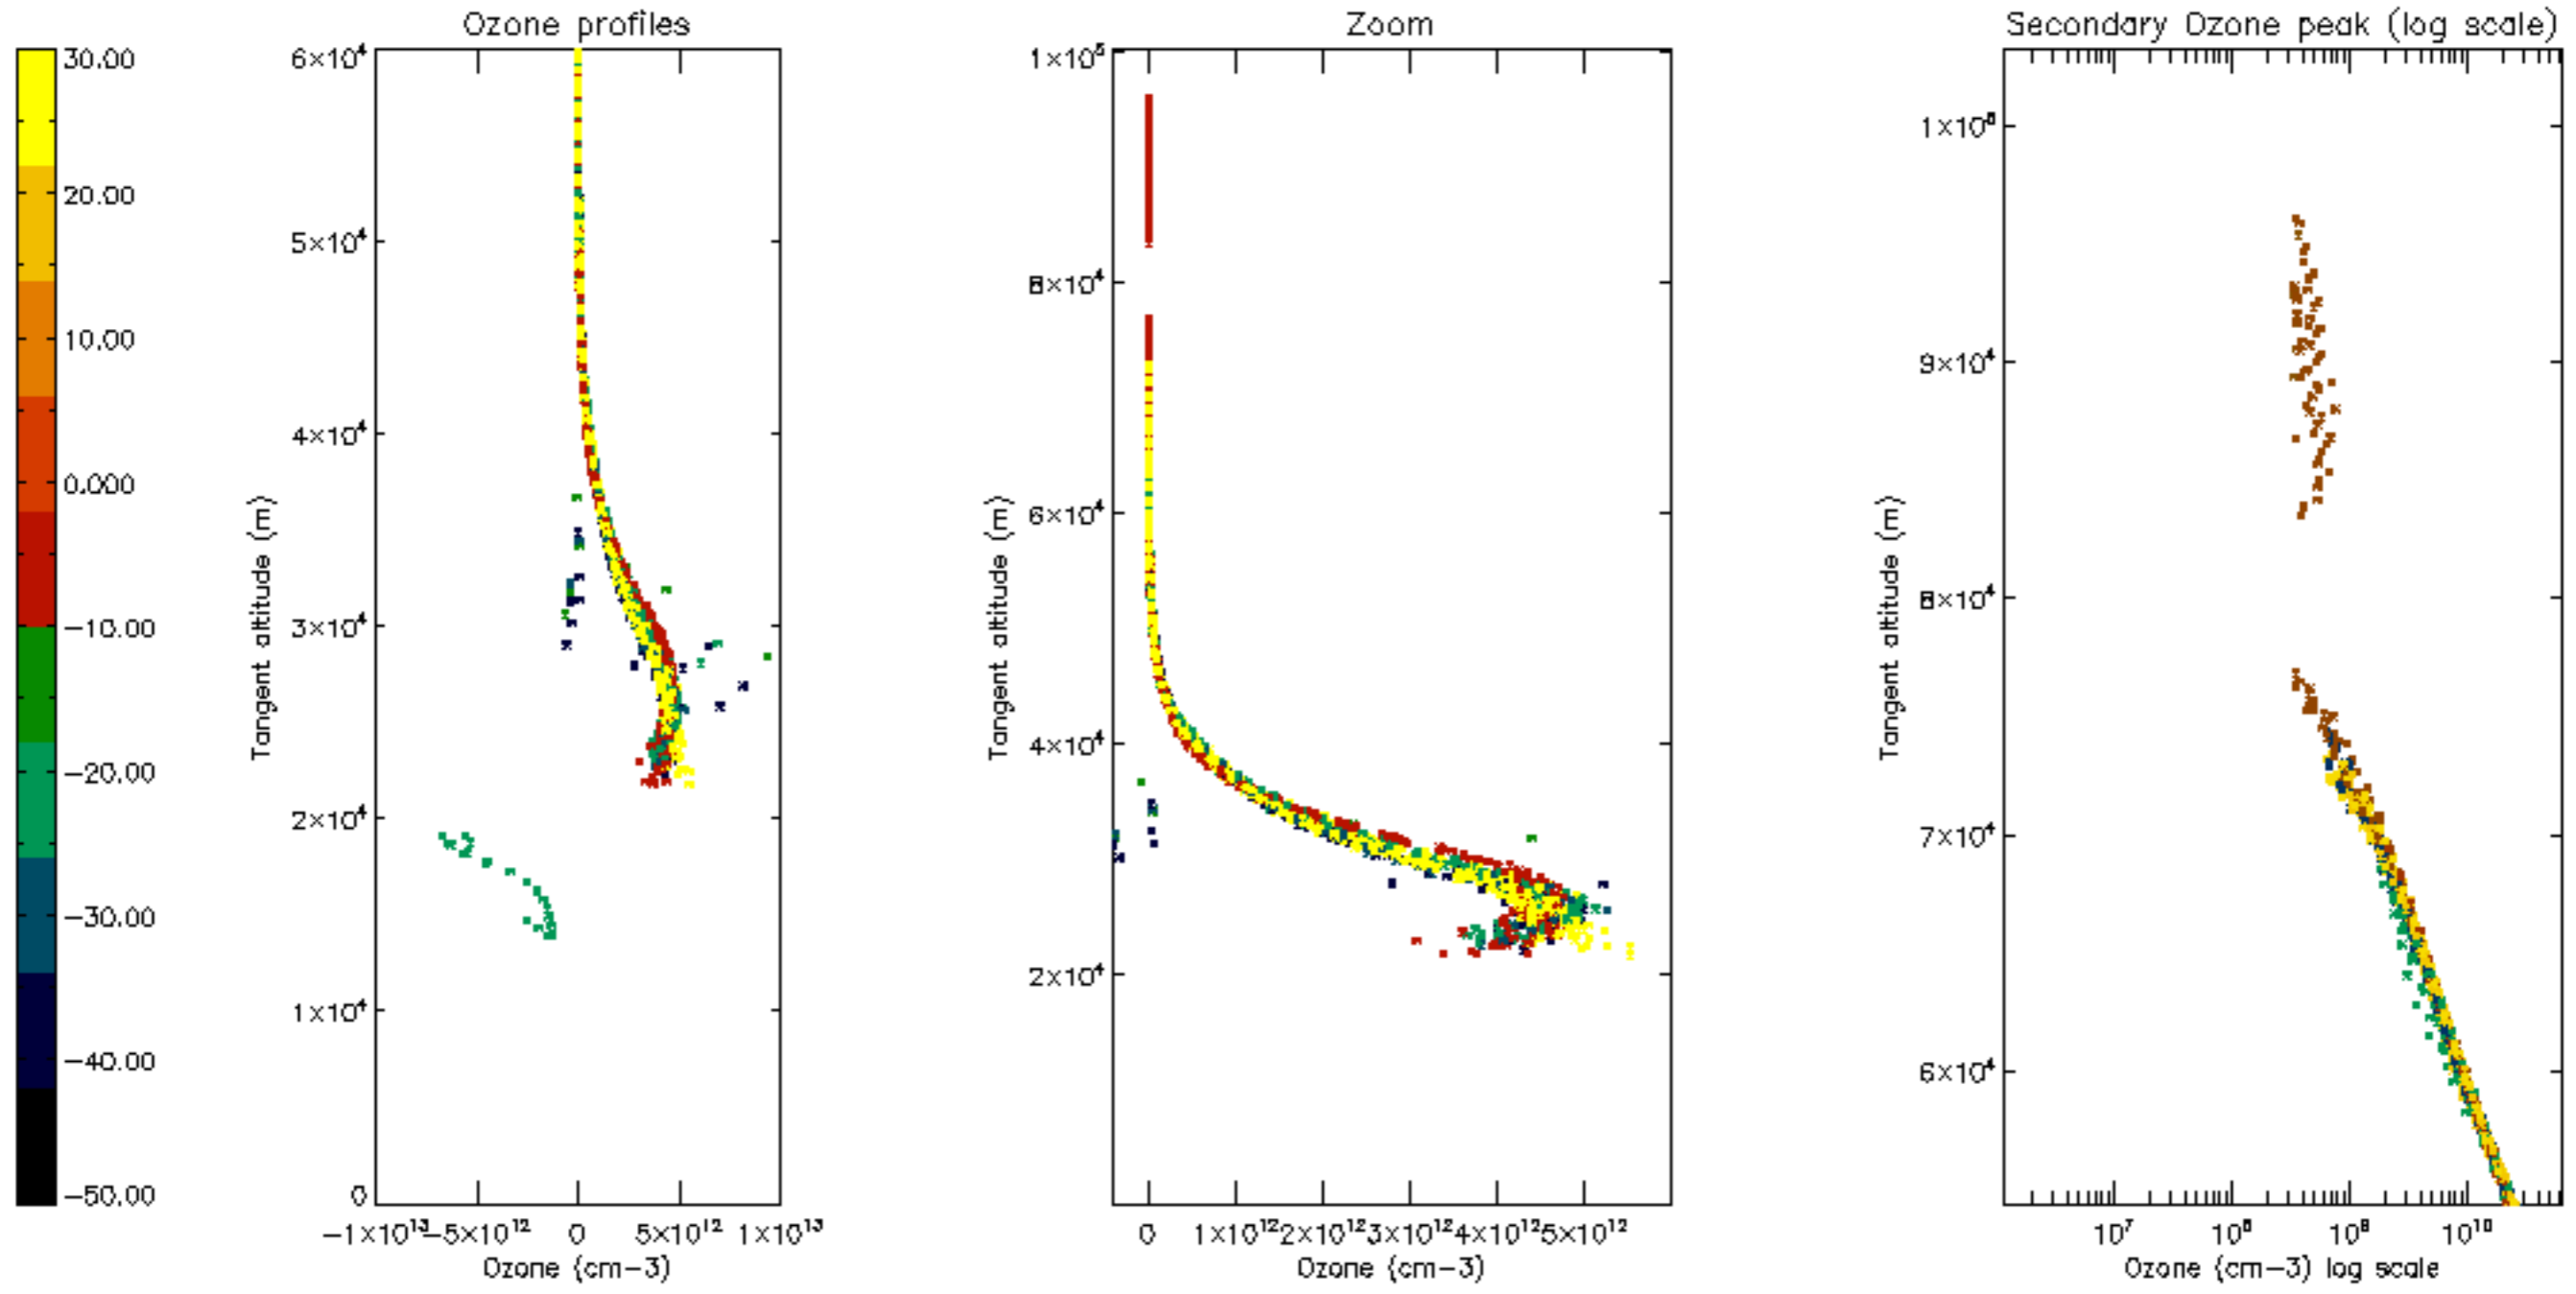 Ozone profiles
Zoom
Secondary Ozone peak (log scale)
30.00
20.00
10.00
0.000
−10.00
−20.00
−30.00
−40.00
−50.00
6×10⁴
5×10⁴
4×10⁴
3×10⁴
2×10⁴
1×10⁴
0
Tangent altitude (m)
−1×10¹³ −5×10¹² 0 5×10¹² 1×10¹³
Ozone (cm−3)
1×10⁵
8×10⁴
6×10⁴
4×10⁴
2×10⁴
Tangent altitude (m)
0 1×10¹² 2×10¹² 3×10¹² 4×10¹² 5×10¹²
Ozone (cm−3)
1×10⁵
9×10⁴
8×10⁴
7×10⁴
6×10⁴
Tangent altitude (m)
10⁷ 10⁸ 10⁹ 10¹⁰
Ozone (cm−3) log scale